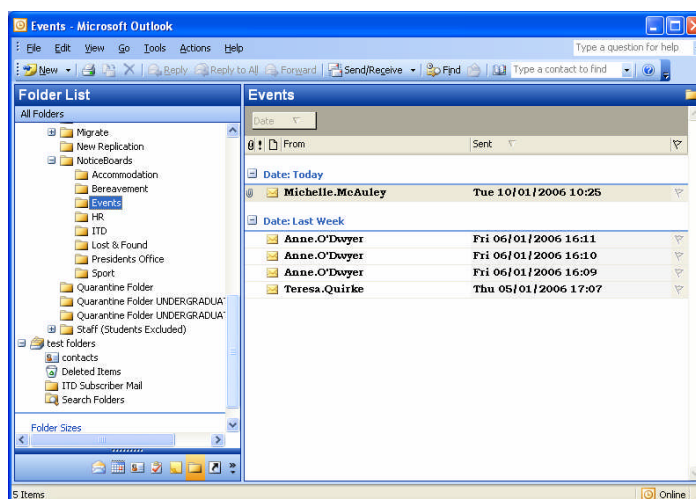 Events - Microsoft Outlook
File Edit View Go Tools Actions Help
Type a question for help
New Reply Reply to All Forward Send/Receive Find Type a contact to find
Folder List
All Folders
Migrate
New Replication
NoticeBoards
Accommodation
Bereavement
Events
HR
ITD
Lost & Found
Presidents Office
Sport
Quarantine Folder
Quarantine Folder UNDERGRADUA
Quarantine Folder UNDERGRADUA
Staff (Students Excluded)
test folders
contacts
Deleted Items
ITD Subscriber Mail
Search Folders
Folder Sizes
Events
Date
From Sent
Date: Today
Michelle.McAuley Tue 10/01/2006 10:25
Date: Last Week
Anne.O'Dwyer Fri 06/01/2006 16:11
Anne.O'Dwyer Fri 06/01/2006 16:10
Anne.O'Dwyer Fri 06/01/2006 16:09
Teresa.Quirke Thu 05/01/2006 17:07
5 Items
Online